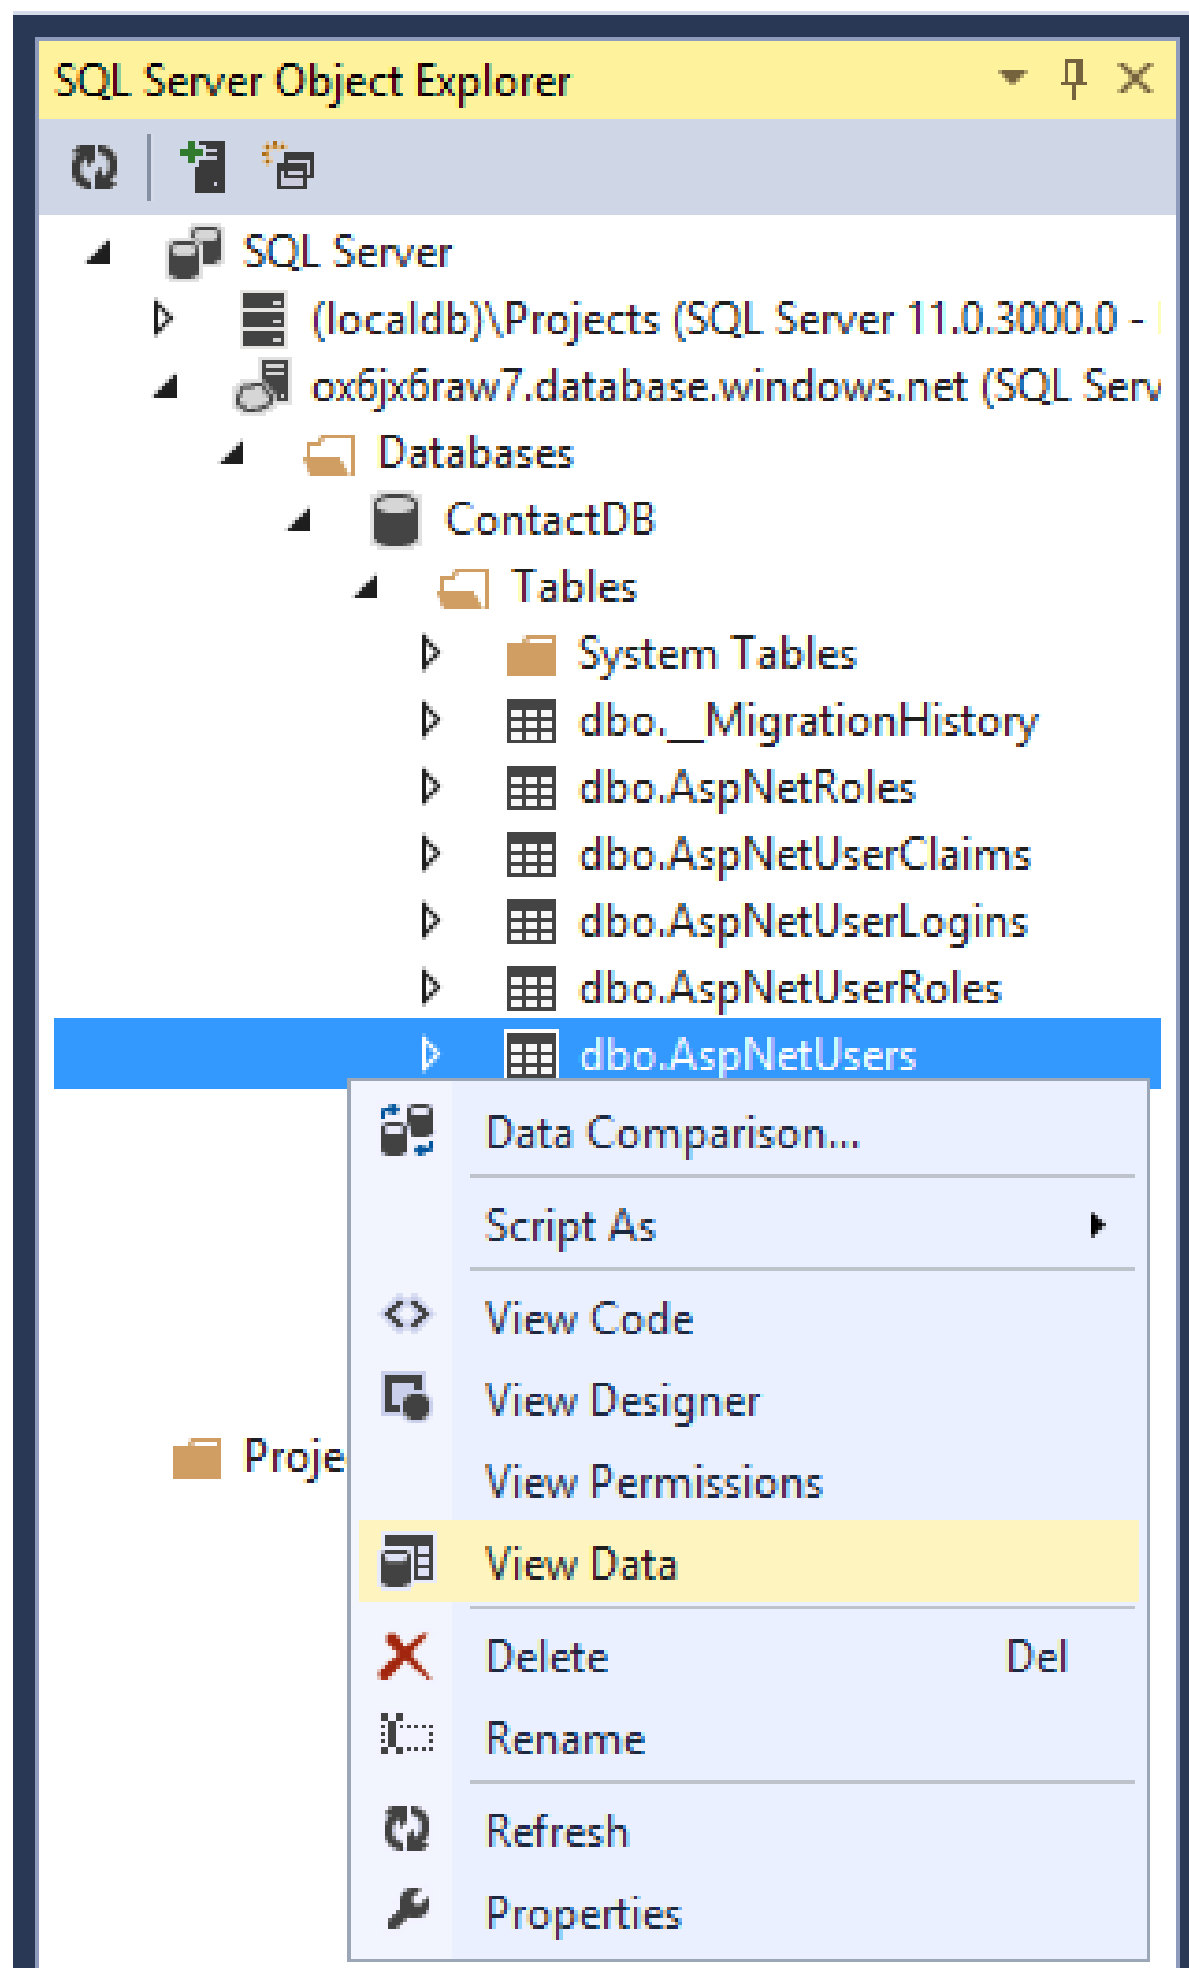 SQL Server Object Explorer
SQL Server
(localdb)\Projects (SQL Server 11.0.3000.0 -
ox6jx6raw7.database.windows.net (SQL Serv
Databases
ContactDB
Tables
System Tables
dbo.__MigrationHistory
dbo.AspNetRoles
dbo.AspNetUserClaims
dbo.AspNetUserLogins
dbo.AspNetUserRoles
dbo.AspNetUsers
Data Comparison...
Script As
View Code
View Designer
Proje
View Permissions
View Data
Delete Del
Rename
Refresh
Properties